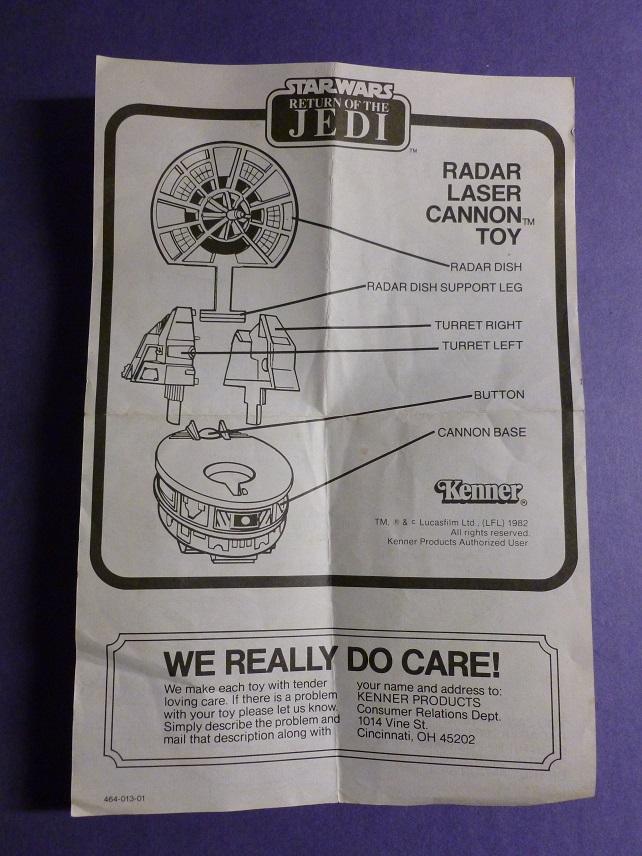 STAR WARS
RETURN OF THE
JEDI
TM
RADAR
LASER
CANNON TM
TOY
RADAR DISH
RADAR DISH SUPPORT LEG
TURRET RIGHT
TURRET LEFT
BUTTON
CANNON BASE
Kenner®
TM, ® & © Lucasfilm Ltd., (LFL) 1982
All rights reserved.
Kenner Products Authorized User
WE REALLY DO CARE!
We make each toy with tender
loving care. If there is a problem
with your toy please let us know.
Simply describe the problem and
mail that description along with
your name and address to:
KENNER PRODUCTS
Consumer Relations Dept.
1014 Vine St.
Cincinnati, OH 45202
464-013-01